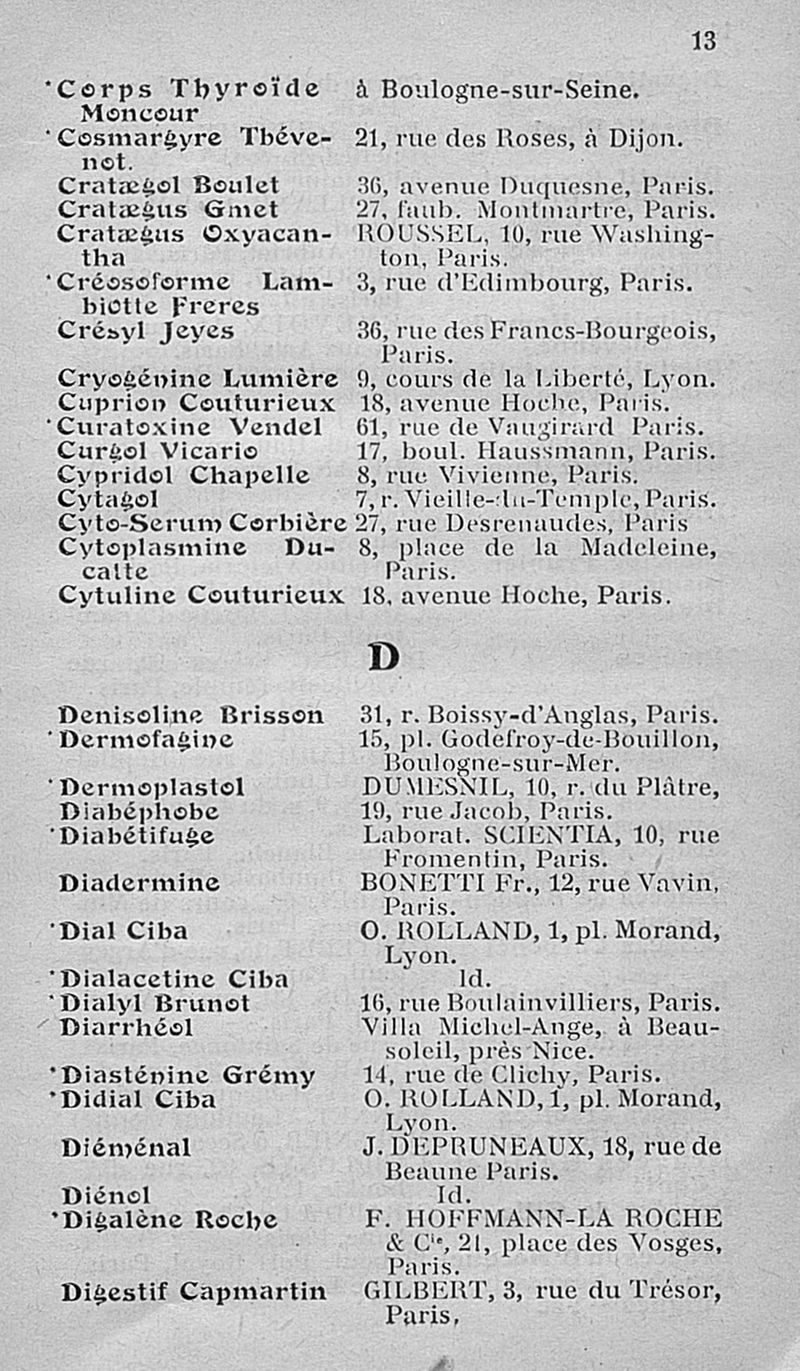 13
*Corps Thyroïde à Boulogne-sur-Seine.
Moncour
*Cosmargyre Théve- 21, rue des Roses, à Dijon.
not.
Cratægol Boulet 36, avenue Duquesne, Paris.
Cratægus Gmet 27, faub. Montmartre, Paris.
Cratægus Oxyacan- ROUSSEL, 10, rue Washing-
tha ton, Paris.
*Créosoforme Lam- 3, rue d'Edimbourg, Paris.
biotte Freres
Crésyl Jeyes 36, rue des Francs-Bourgeois,
Paris.
Cryogénine Lumière 9, cours de la Liberté, Lyon.
Cuprion Couturieux 18, avenue Hoche, Paris.
*Curatoxine Vendel 61, rue de Vaugirard Paris.
Curgol Vicario 17, boul. Haussmann, Paris.
Cypridol Chapelle 8, rue Vivienne, Paris.
Cytagol 7, r. Vieille-du-Temple, Paris.
Cyto-Serum Corbière 27, rue Desrenaudes, Paris
Cytoplasmine Du- 8, place de la Madeleine,
catte Paris.
Cytuline Couturieux 18, avenue Hoche, Paris.
D
Denisoline Brisson 31, r. Boissy-d'Anglas, Paris.
*Dermofagine 15, pl. Godefroy-de-Bouillon,
Boulogne-sur-Mer.
*Dermoplastol DUMESNIL, 10, r. du Plâtre,
Diabéphobe 19, rue Jacob, Paris.
*Diabétifuge Laborat. SCIENTIA, 10, rue
Fromentin, Paris.
Diadermine BONETTI Fr., 12, rue Vavin,
Paris.
*Dial Ciba O. ROLLAND, 1, pl. Morand,
Lyon.
*Dialacetine Ciba Id.
*Dialyl Brunot 16, rue Boulainvilliers, Paris.
Diarrhéol Villa Michel-Ange, à Beau-
soleil, près Nice.
*Diasténine Grémy 14, rue de Clichy, Paris.
*Didial Ciba O. ROLLAND, 1, pl. Morand,
Lyon.
Diéménal J. DEPRUNEAUX, 18, rue de
Beaune Paris.
Diénol Id.
*Digalène Roche F. HOFFMANN-LA ROCHE
& Cie, 21, place des Vosges,
Paris.
Digestif Capmartin GILBERT, 3, rue du Trésor,
Paris,